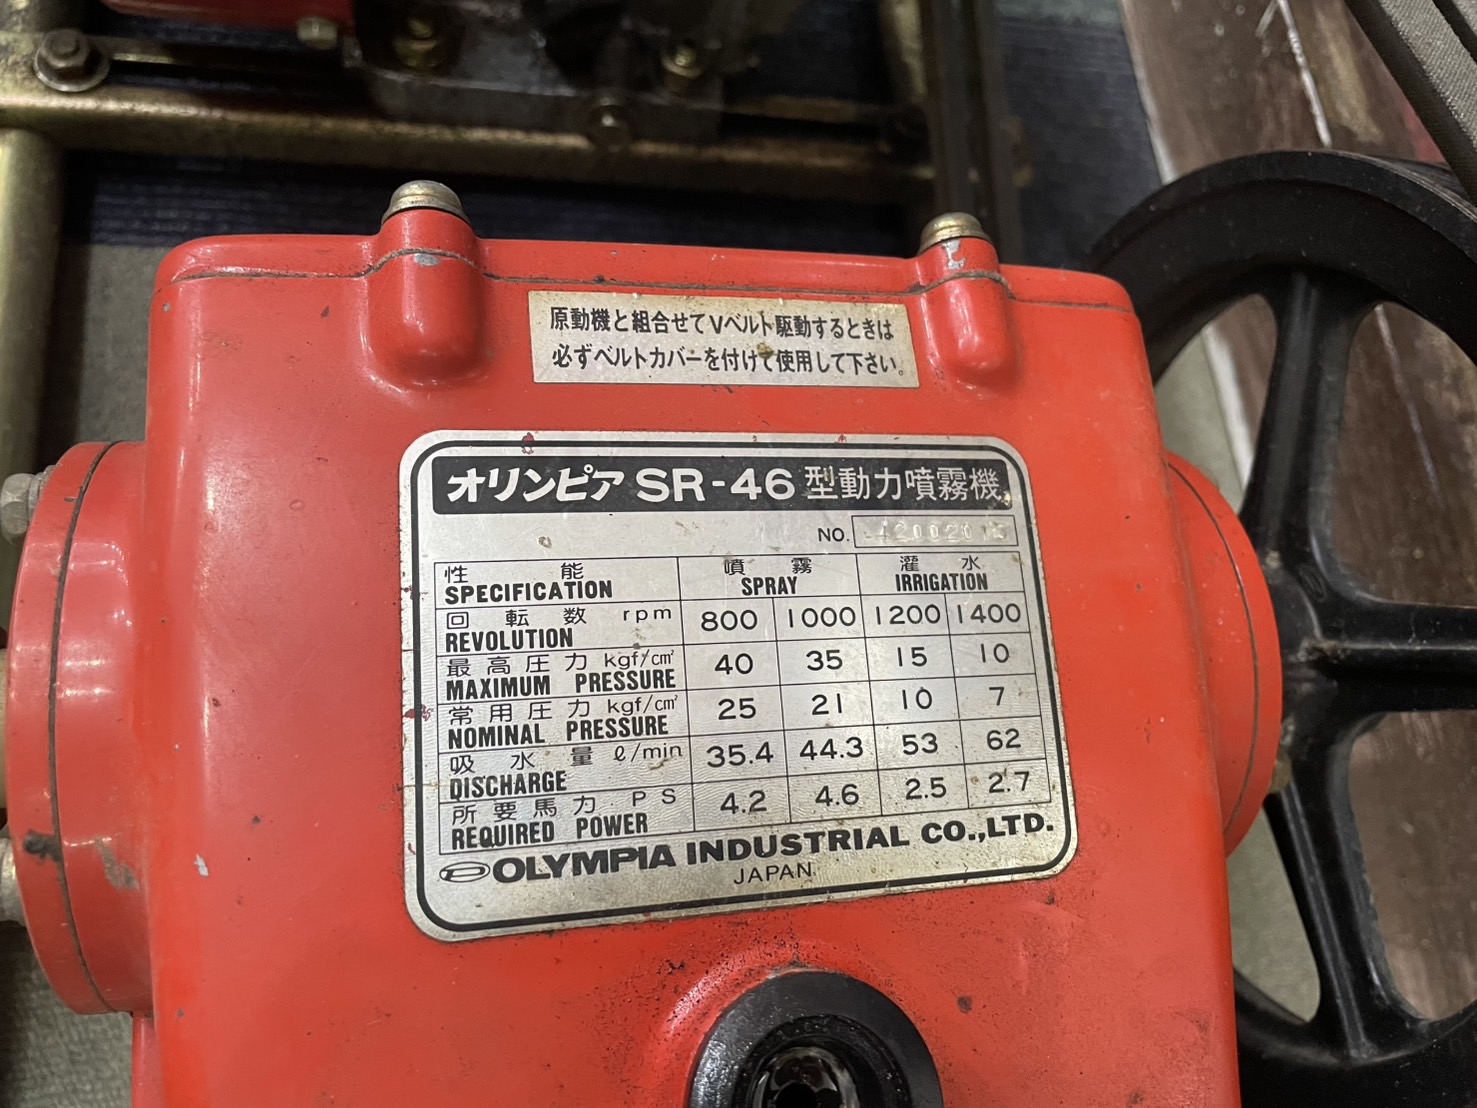 原動機と組合せてVベルト駆動するときは
必ずベルトカバーを付けて使用して下さい。
オリンピア SR-46 型動力噴霧機
NO.
性能 噴霧 灌水
SPECIFICATION SPRAY IRRIGATION
回転数 rpm 800 1000 1200 1400
REVOLUTION
最高圧力 kgf/cm² 40 35 15 10
MAXIMUM PRESSURE
常用圧力 kgf/cm² 25 21 10 7
NOMINAL PRESSURE
吸水量 ℓ/min 35.4 44.3 53 62
DISCHARGE
所要馬力 PS 4.2 4.6 2.5 2.7
REQUIRED POWER
OLYMPIA INDUSTRIAL CO.,LTD.
JAPAN